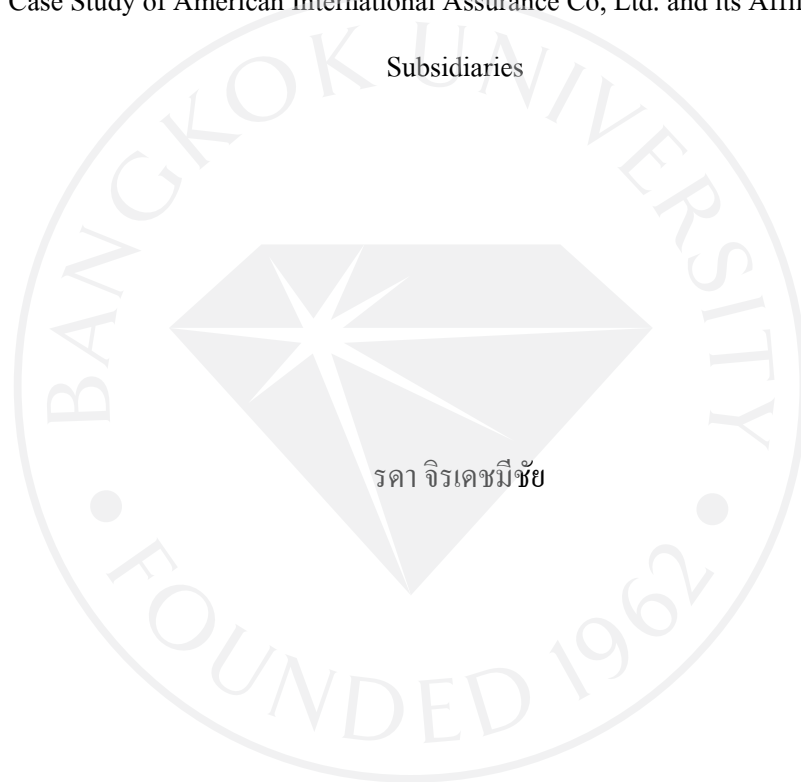 Case Study of American International Assurance Co, Ltd. and its Affil
Subsidiaries
รดา จิรเดชมีชัย
BANGKOK UNIVERSITY
• FOUNDED 1962 •